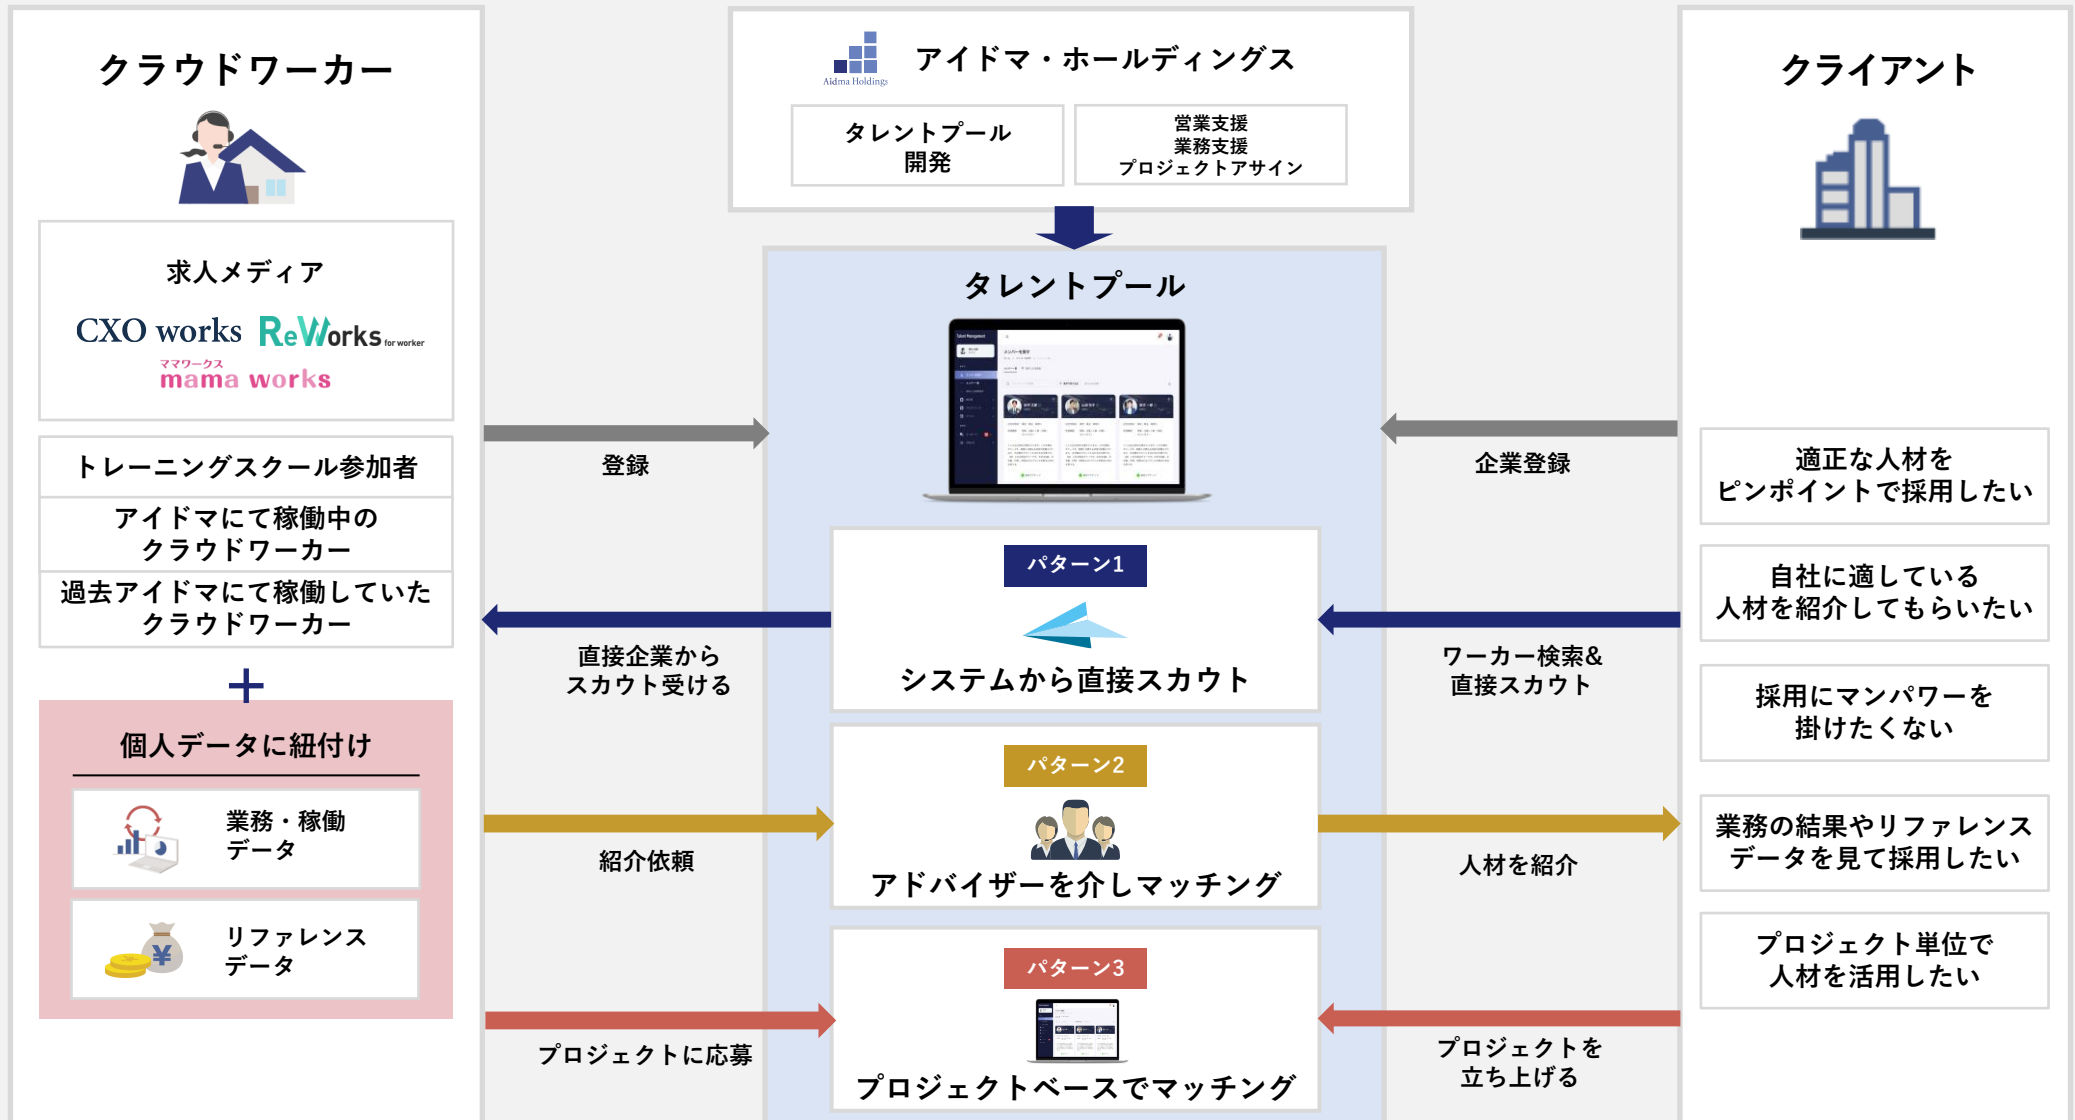 クラウドワーカー
求人メディア
CXO works
ReWorks for worker
ママワークス
mama works
トレーニングスクール参加者
アイドマにて稼働中の
クラウドワーカー
過去アイドマにて稼働していた
クラウドワーカー
+
個人データに紐付け
業務・稼働
データ
¥
リファレンス
データ
Aidma Holdings
アイドマ・ホールディングス
タレントプール
開発
営業支援
業務支援
プロジェクトアサイン
タレントプール
Talent Management
メンバーを探す
登録
企業登録
パターン1
システムから直接スカウト
直接企業から
スカウト受ける
ワーカー検索&
直接スカウト
パターン2
アドバイザーを介しマッチング
紹介依頼
人材を紹介
パターン3
プロジェクトベースでマッチング
プロジェクトに応募
プロジェクトを
立ち上げる
クライアント
適正な人材を
ピンポイントで採用したい
自社に適している
人材を紹介してもらいたい
採用にマンパワーを
掛けたくない
業務の結果やリファレンス
データを見て採用したい
プロジェクト単位で
人材を活用したい